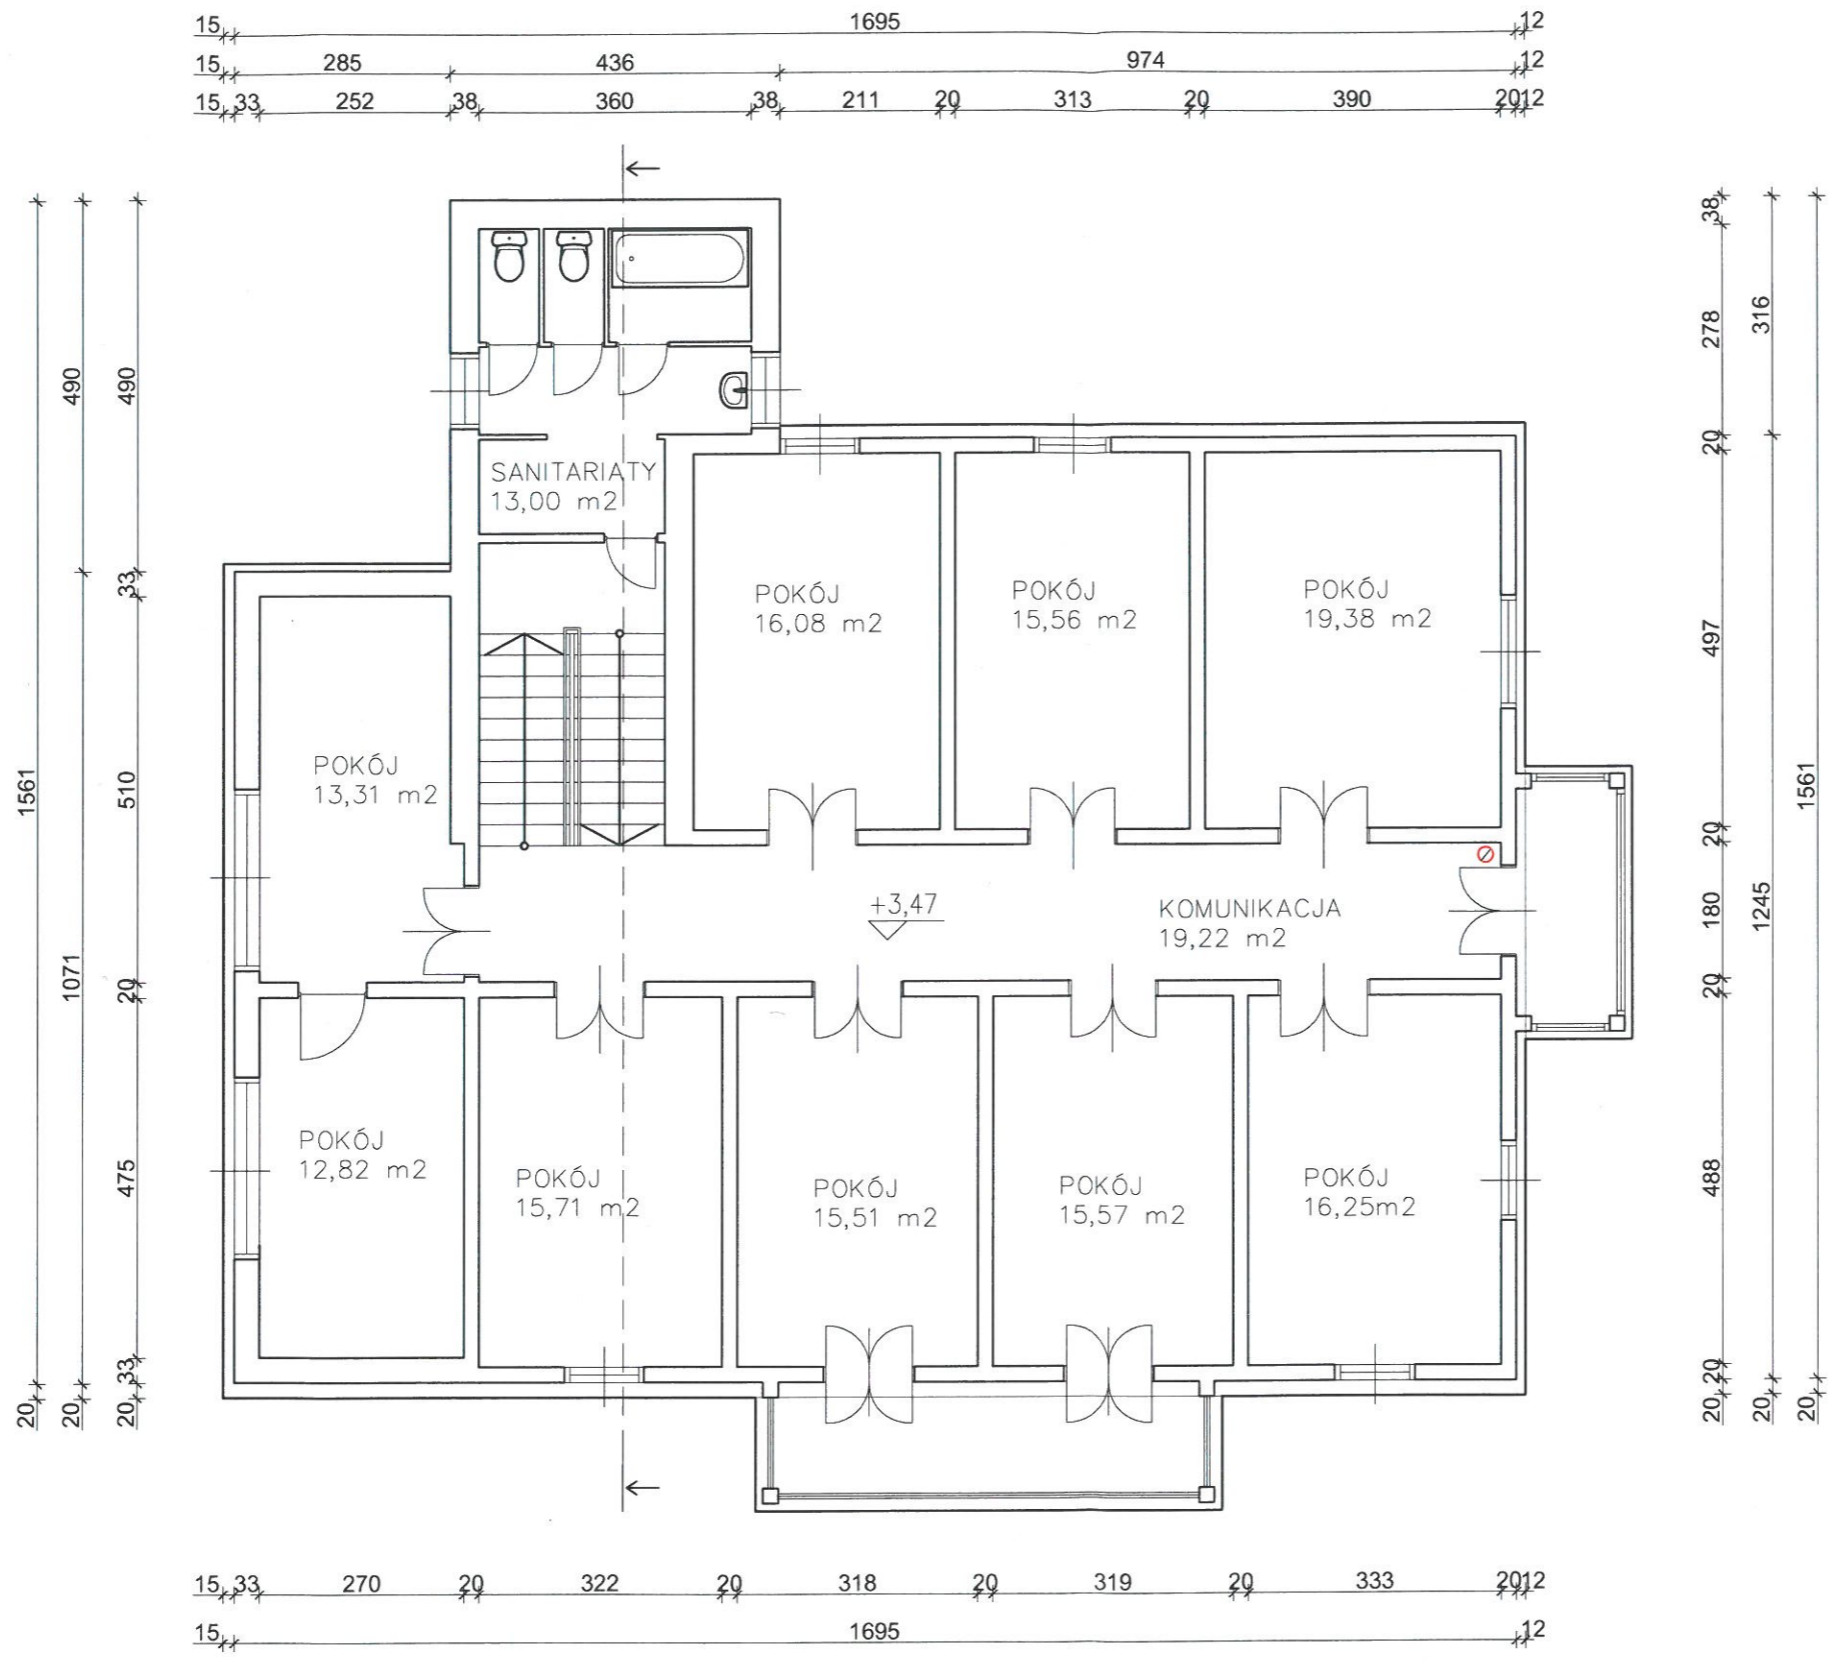 15 1695 12
15 285 436 974 12
15 33 252 38 360 38 211 20 313 20 390 20 12
1561
20
490
1071
20
490
33
510
20
475
33
20
SANITARIATY
13,00 m2
POKÓJ
16,08 m2
POKÓJ
15,56 m2
POKÓJ
19,38 m2
POKÓJ
13,31 m2
+3,47
KOMUNIKACJA
19,22 m2
POKÓJ
12,82 m2
POKÓJ
15,71 m2
POKÓJ
15,51 m2
POKÓJ
15,57 m2
POKÓJ
16,25m2
38
278
20
497
20
180
20
488
20
20
316
1245
20
1561
20
15 33 270 20 322 20 318 20 319 20 333 20 12
15 1695 12